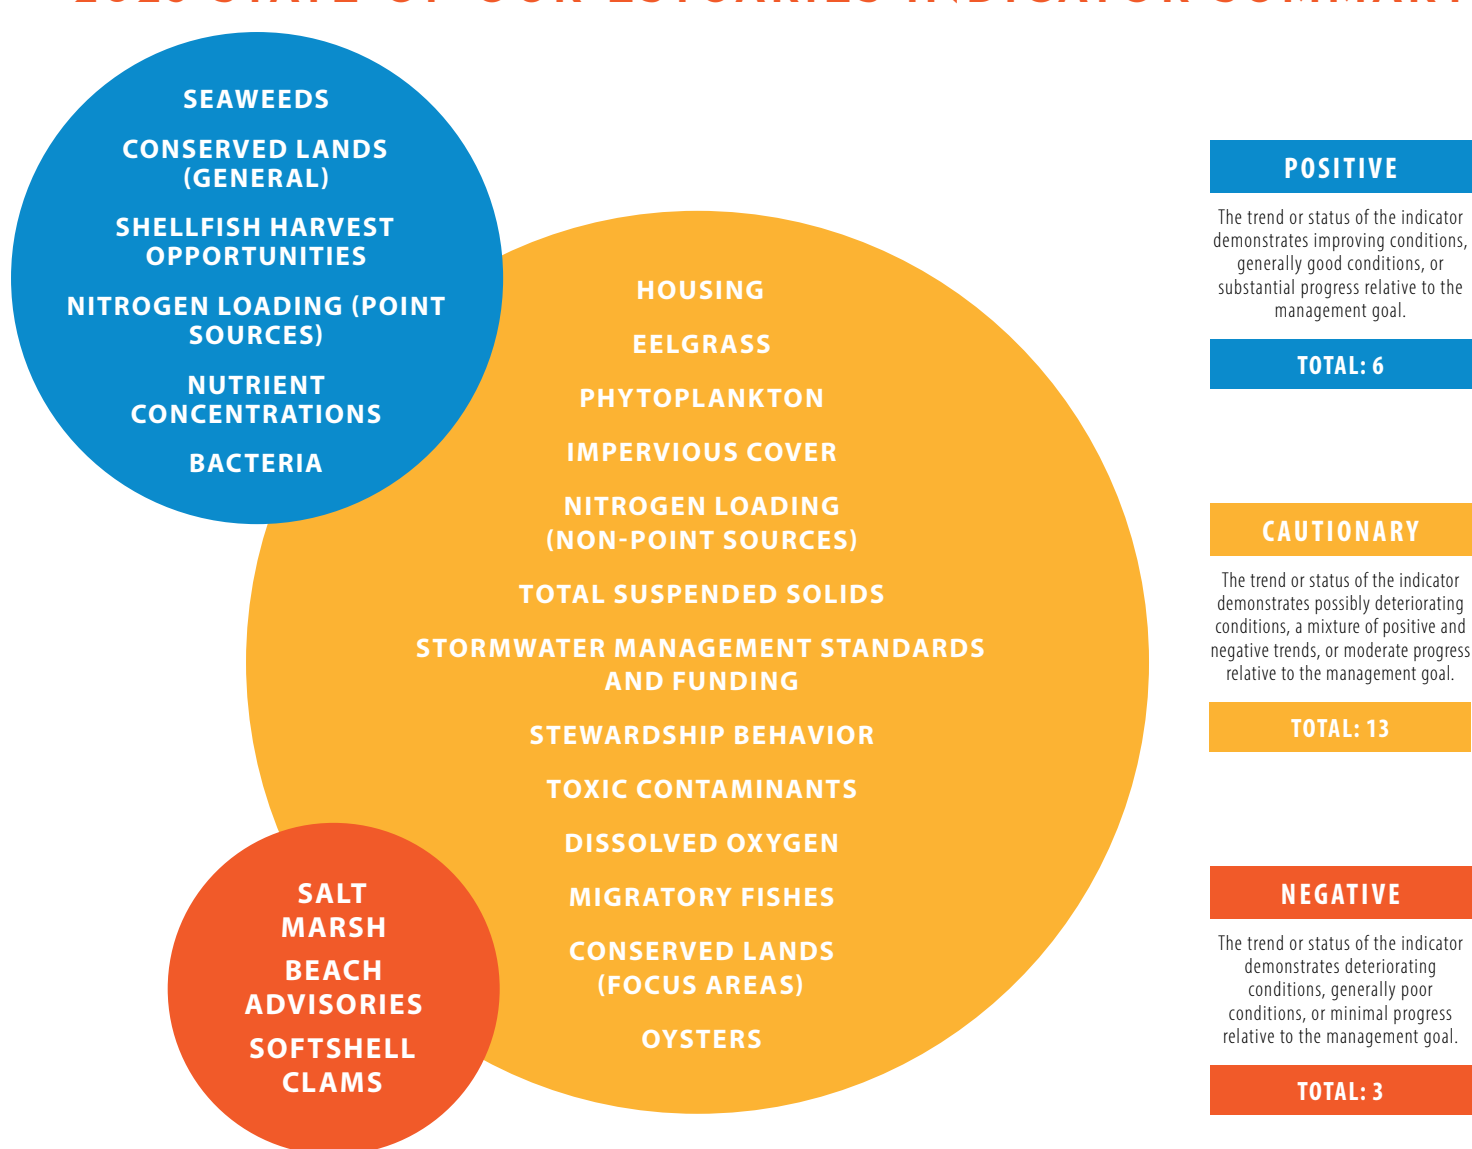 STATE OF OUR ESTUARIES INDICATOR SUMMARY
SEAWEEDS
CONSERVED LANDS
(GENERAL)
SHELLFISH HARVEST
OPPORTUNITIES
NITROGEN LOADING (POINT
SOURCES)
NUTRIENT
CONCENTRATIONS
BACTERIA
HOUSING
EELGRASS
PHYTOPLANKTON
IMPERVIOUS COVER
NITROGEN LOADING
(NON-POINT SOURCES)
TOTAL SUSPENDED SOLIDS
STORMWATER MANAGEMENT STANDARDS
AND FUNDING
STEWARDSHIP BEHAVIOR
TOXIC CONTAMINANTS
DISSOLVED OXYGEN
MIGRATORY FISHES
CONSERVED LANDS
(FOCUS AREAS)
OYSTERS
SALT
MARSH
BEACH
ADVISORIES
SOFTSHELL
CLAMS
POSITIVE
The trend or status of the indicator
demonstrates improving conditions,
generally good conditions, or
substantial progress relative to the
management goal.
TOTAL: 6
CAUTIONARY
The trend or status of the indicator
demonstrates possibly deteriorating
conditions, a mixture of positive and
negative trends, or moderate progress
relative to the management goal.
TOTAL: 13
NEGATIVE
The trend or status of the indicator
demonstrates deteriorating
conditions, generally poor
conditions, or minimal progress
relative to the management goal.
TOTAL: 3